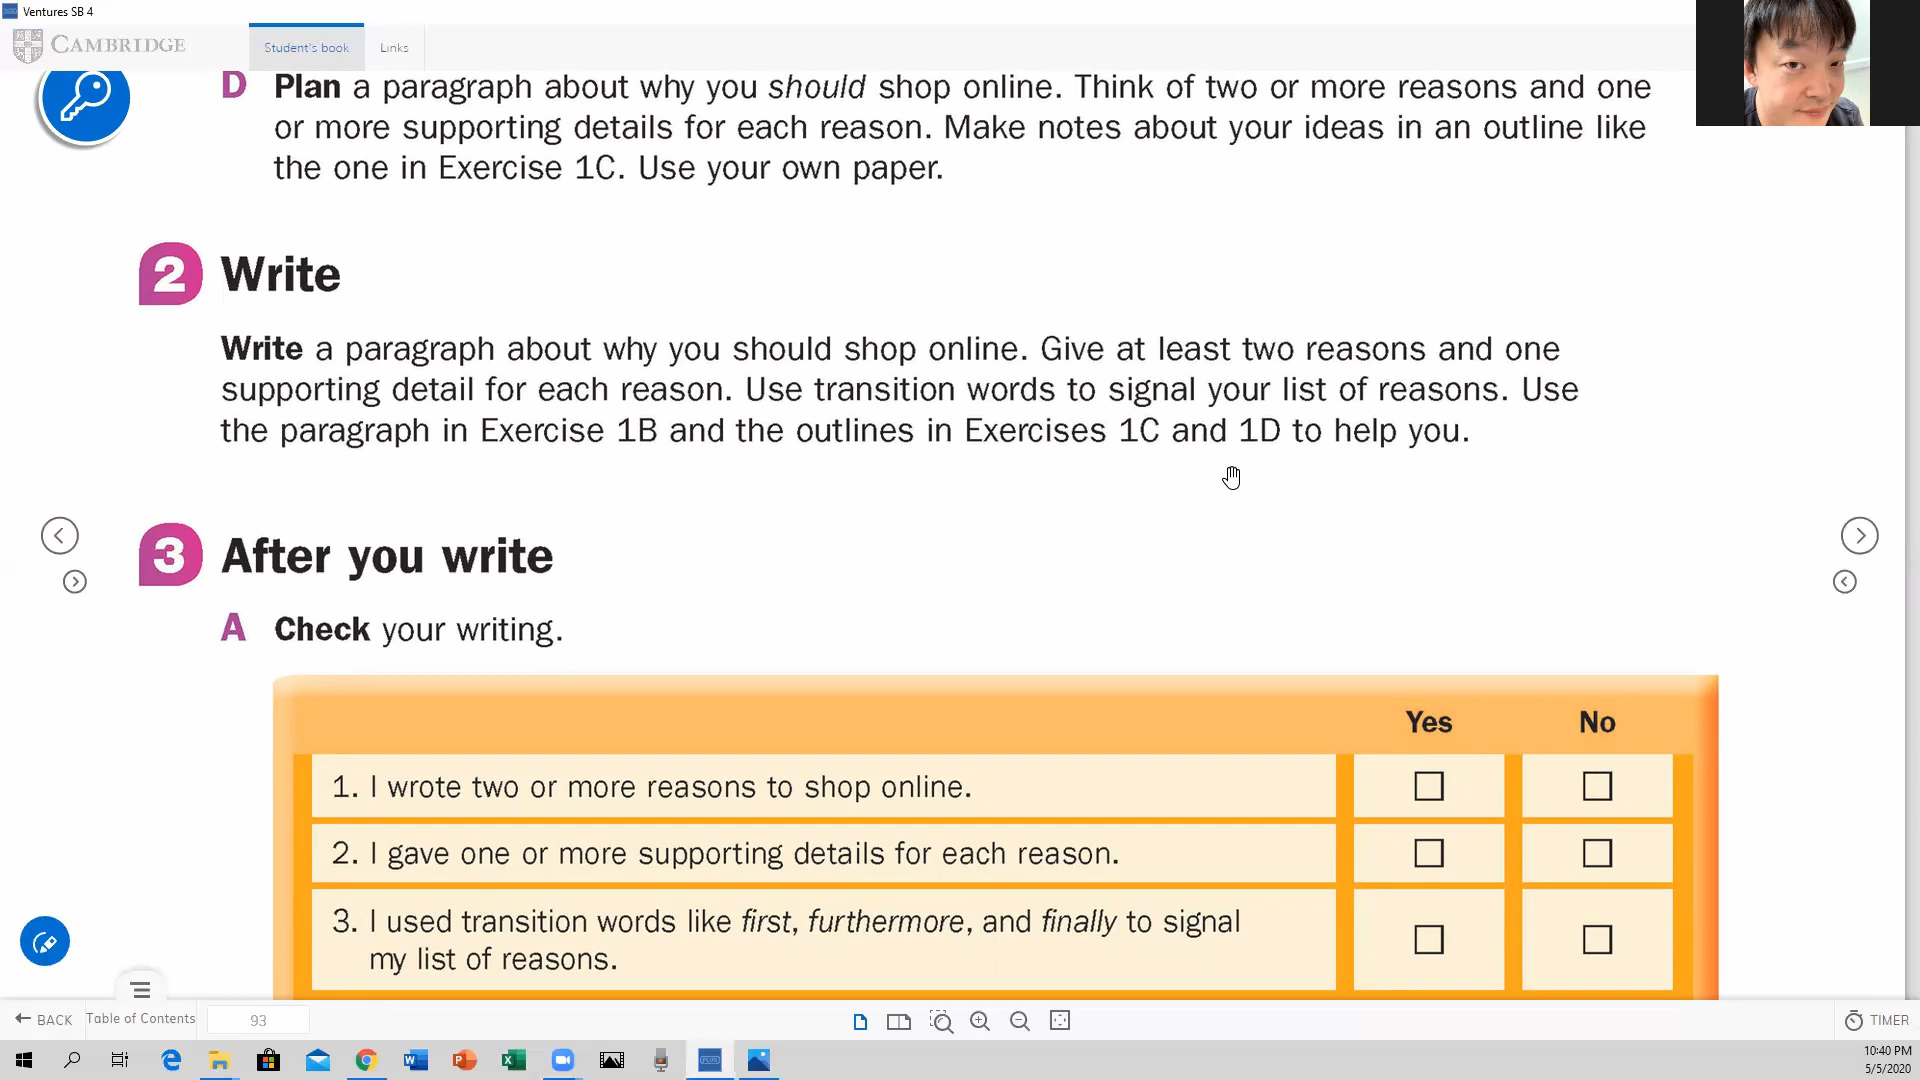 Ventures SB 4
CAMBRIDGE
Student's book
Links
D Plan a paragraph about why you should shop online. Think of two or more reasons and one
or more supporting details for each reason. Make notes about your ideas in an outline like
the one in Exercise 1C. Use your own paper.
2 Write
Write a paragraph about why you should shop online. Give at least two reasons and one
supporting detail for each reason. Use transition words to signal your list of reasons. Use
the paragraph in Exercise 1B and the outlines in Exercises 1C and 1D to help you.
3 After you write
A Check your writing.
Yes No
1. I wrote two or more reasons to shop online.
2. I gave one or more supporting details for each reason.
3. I used transition words like first, furthermore, and finally to signal
my list of reasons.
BACK
Table of Contents
93
TIMER
10:40 PM
5/5/2020